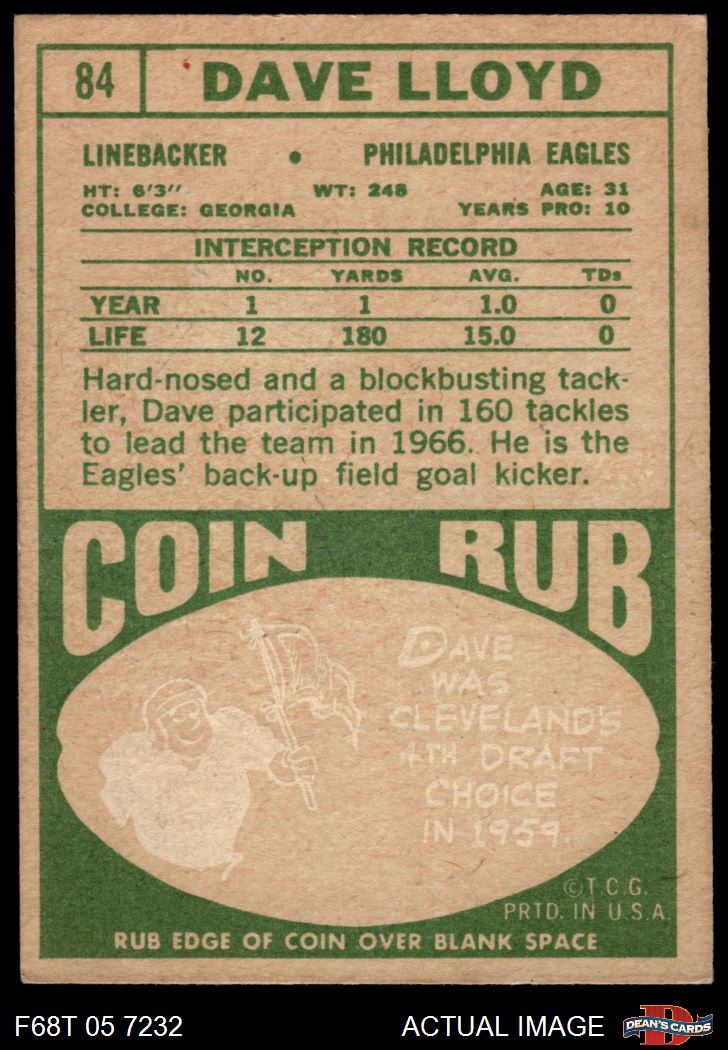 84 DAVE LLOYD
LINEBACKER • PHILADELPHIA EAGLES
HT: 6'3" WT: 248 AGE: 31
COLLEGE: GEORGIA YEARS PRO: 10
INTERCEPTION RECORD
NO. YARDS AVG. TDs
YEAR 1 1 1.0 0
LIFE 12 180 15.0 0
Hard-nosed and a blockbusting tack-
ler, Dave participated in 160 tackles
to lead the team in 1966. He is the
Eagles' back-up field goal kicker.
COIN RUB
DAVE
WAS
CLEVELAND'S
4TH DRAFT
CHOICE
IN 1959.
©T.C.G.
PRTD. IN U.S.A.
RUB EDGE OF COIN OVER BLANK SPACE
F68T 05 7232 ACTUAL IMAGE DEAN'S CARDS